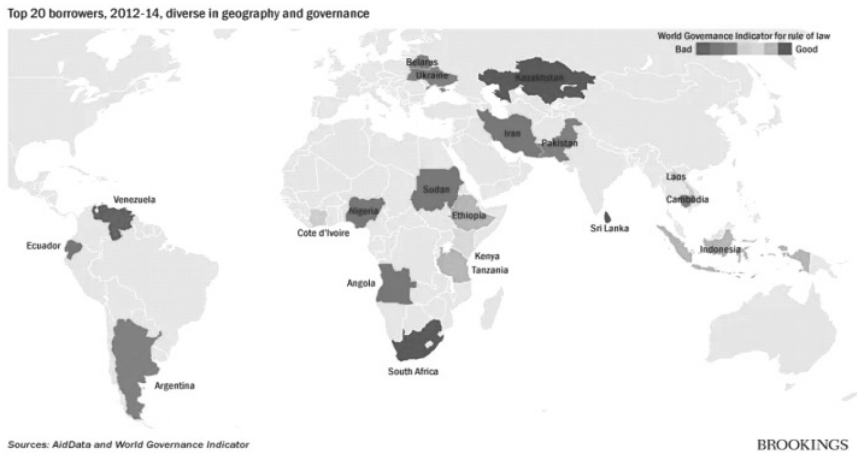 Top 20 borrowers, 2012-14, diverse in geography and governance
World Governance Indicator for rule of law
Bad Good
Belarus
Ukraine
Kazakhstan
Iran
Pakistan
Laos
Cambodia
Sudan
Venezuela
Nigeria
Ethiopia
Cote d'Ivoire
Sri Lanka
Ecuador
Indonesia
Kenya
Tanzania
Angola
South Africa
Argentina
Sources: AidData and World Governance Indicator
BROOKINGS